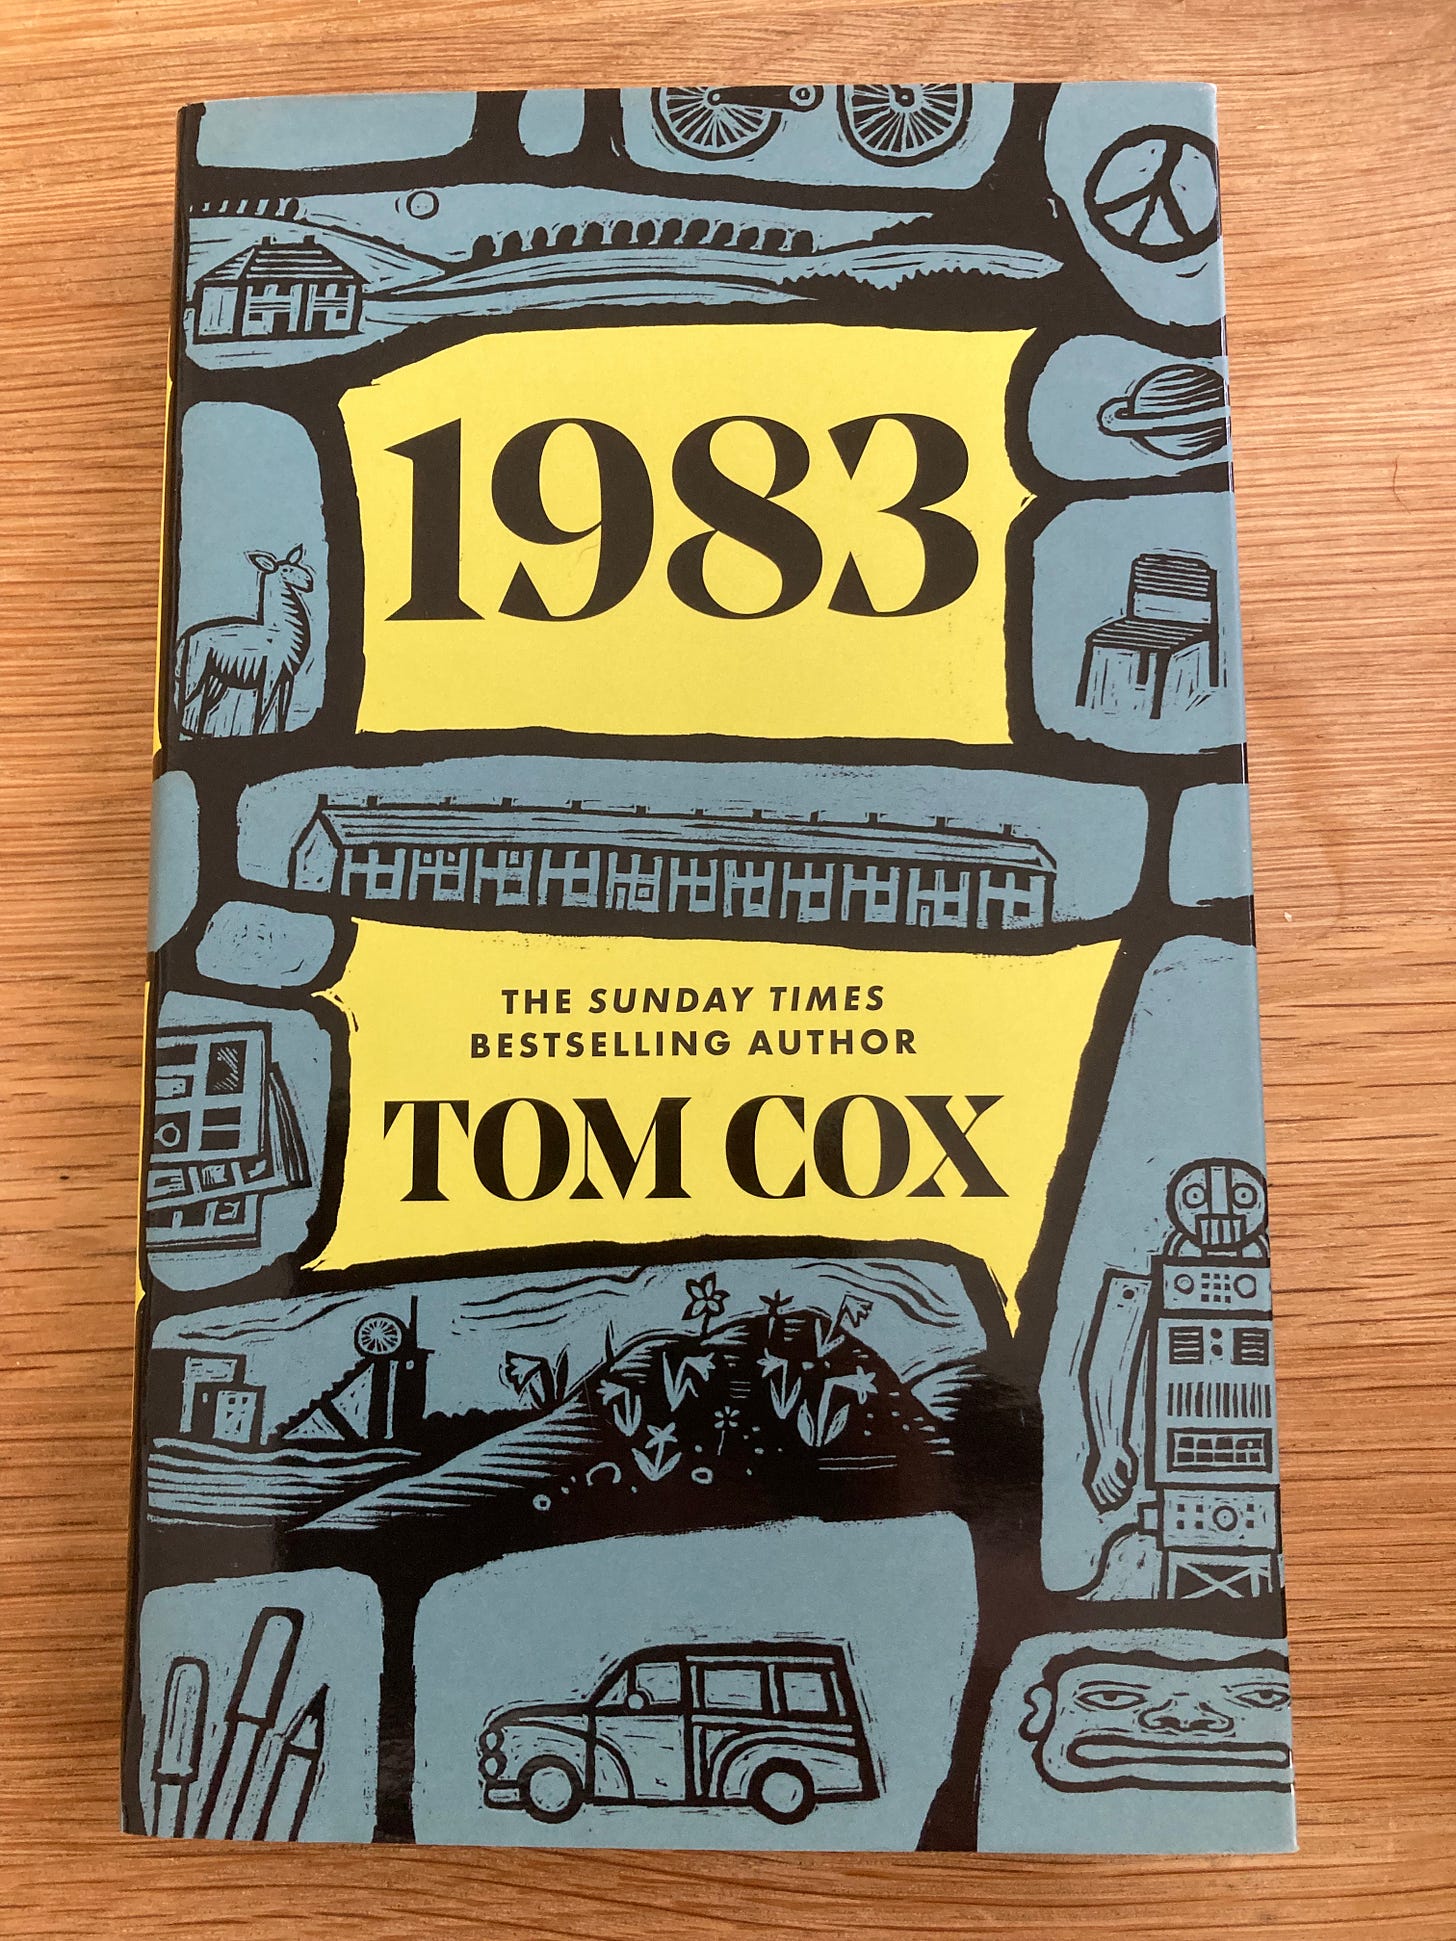 1983
THE SUNDAY TIMES
BESTSELLING AUTHOR
TOM COX